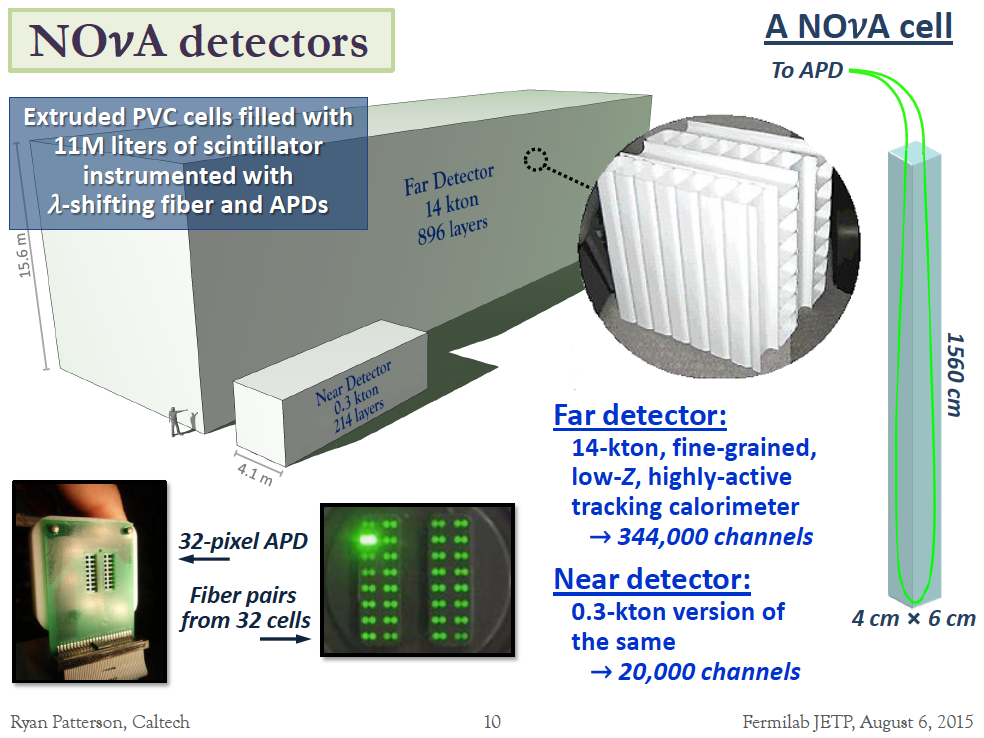 NOνA detectors
A NOνA cell
To APD
Extruded PVC cells filled with
11M liters of scintillator
instrumented with
λ-shifting fiber and APDs
15.6 m
Far Detector
14 kton
896 layers
Near Detector
0.3 kton
214 layers
4.1 m
1560 cm
4 cm × 6 cm
Far detector:
14-kton, fine-grained,
low-Z, highly-active
tracking calorimeter
→ 344,000 channels
Near detector:
0.3-kton version of
the same
→ 20,000 channels
32-pixel APD
Fiber pairs
from 32 cells
Ryan Patterson, Caltech
10
Fermilab JETP, August 6, 2015